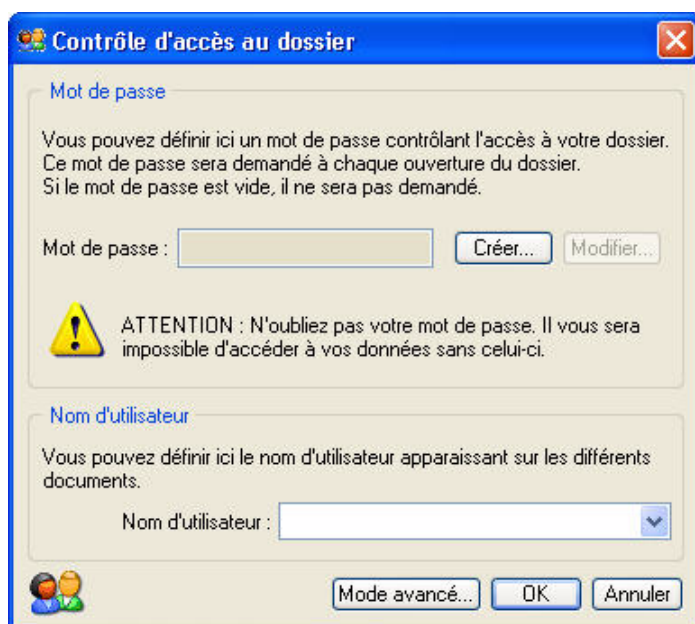 Contrôle d'accès au dossier
Mot de passe
Vous pouvez définir ici un mot de passe contrôlant l'accès à votre dossier.
Ce mot de passe sera demandé à chaque ouverture du dossier.
Si le mot de passe est vide, il ne sera pas demandé.
Mot de passe : Créer... Modifier...
ATTENTION : N'oubliez pas votre mot de passe. Il vous sera
impossible d'accéder à vos données sans celui-ci.
Nom d'utilisateur
Vous pouvez définir ici le nom d'utilisateur apparaissant sur les différents
documents.
Nom d'utilisateur :
Mode avancé... OK Annuler